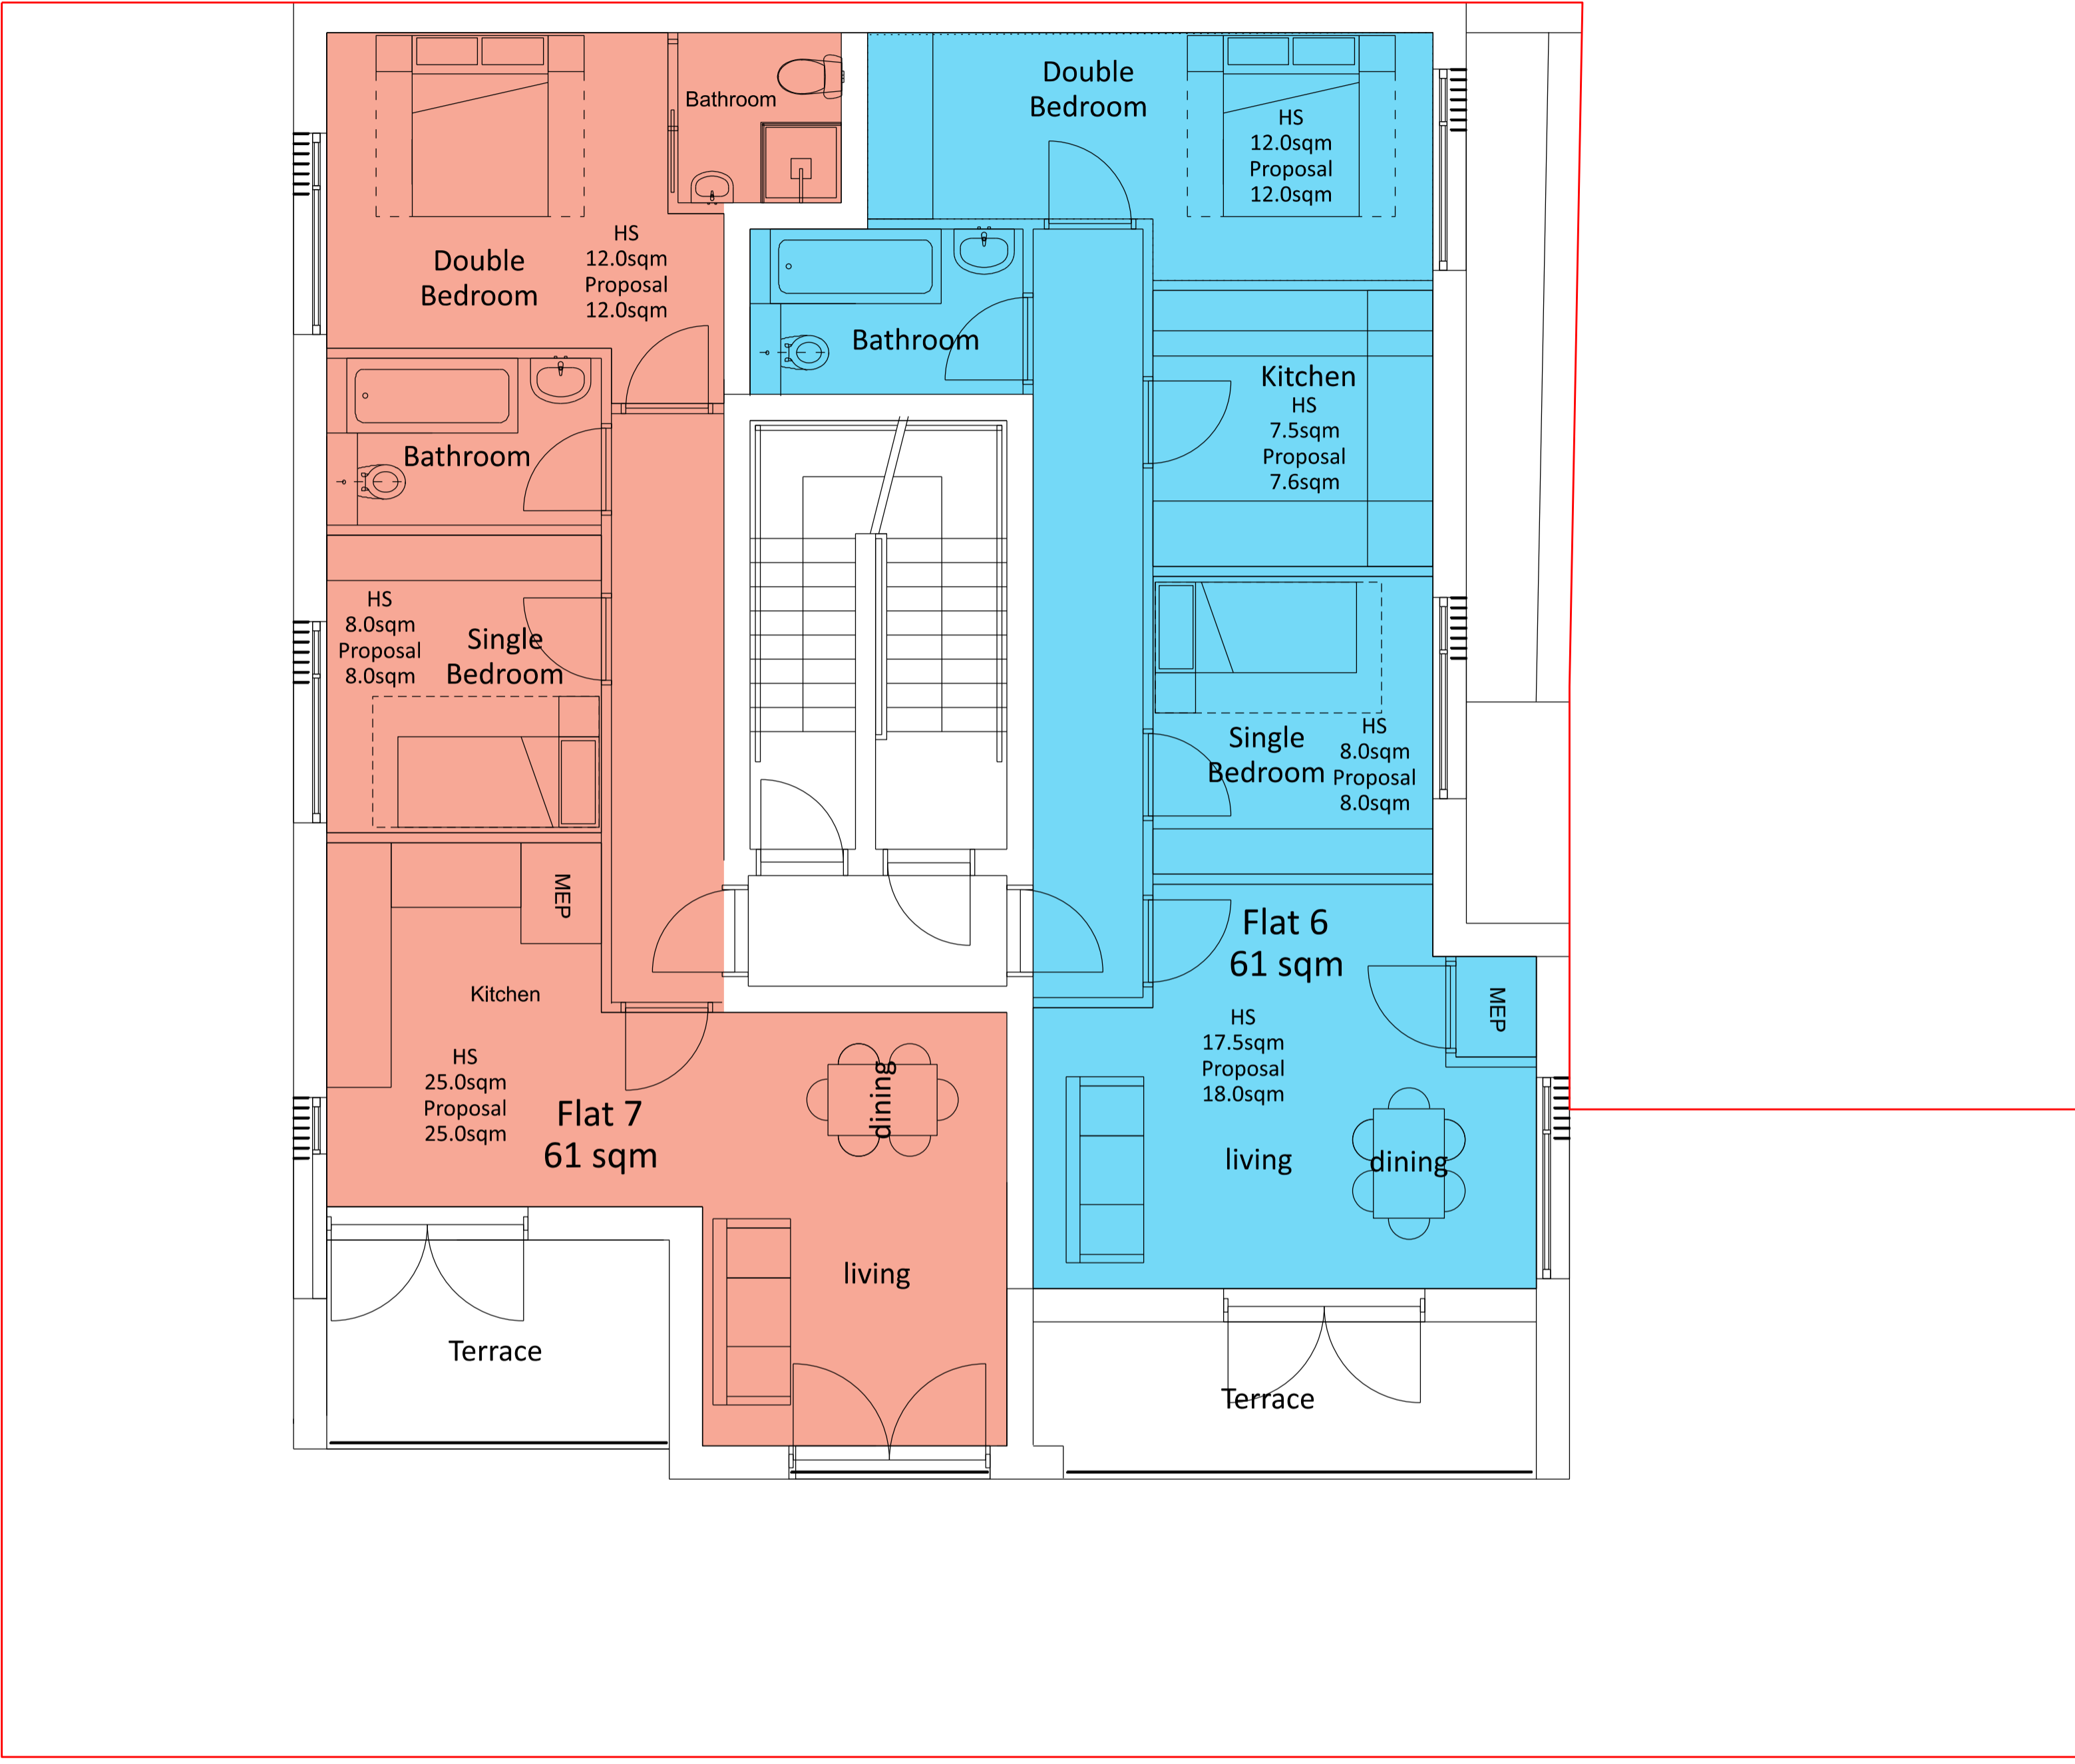 Bathroom
Double
Bedroom
HS
12.0sqm
Proposal
12.0sqm
Double
Bedroom
HS
12.0sqm
Proposal
12.0sqm
Bathroom
Kitchen
HS
7.5sqm
Proposal
7.6sqm
Bathroom
HS
8.0sqm
Proposal
8.0sqm
Single
Bedroom
Single
Bedroom
HS
8.0sqm
Proposal
8.0sqm
MEP
Kitchen
HS
25.0sqm
Proposal
25.0sqm
Flat 7
61 sqm
dining
living
Terrace
Flat 6
61 sqm
MEP
HS
17.5sqm
Proposal
18.0sqm
living
dining
Terrace